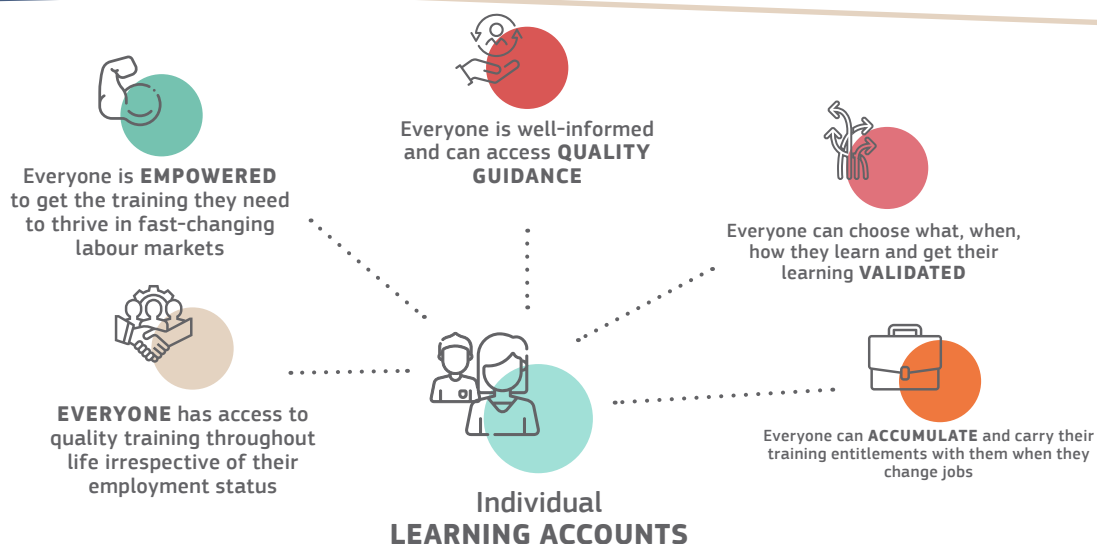 Everyone is EMPOWERED
to get the training they need
to thrive in fast-changing
labour markets
Everyone is well-informed
and can access QUALITY
GUIDANCE
Everyone can choose what, when,
how they learn and get their
learning VALIDATED
EVERYONE has access to
quality training throughout
life irrespective of their
employment status
Everyone can ACCUMULATE and carry their
training entitlements with them when they
change jobs
Individual
LEARNING ACCOUNTS